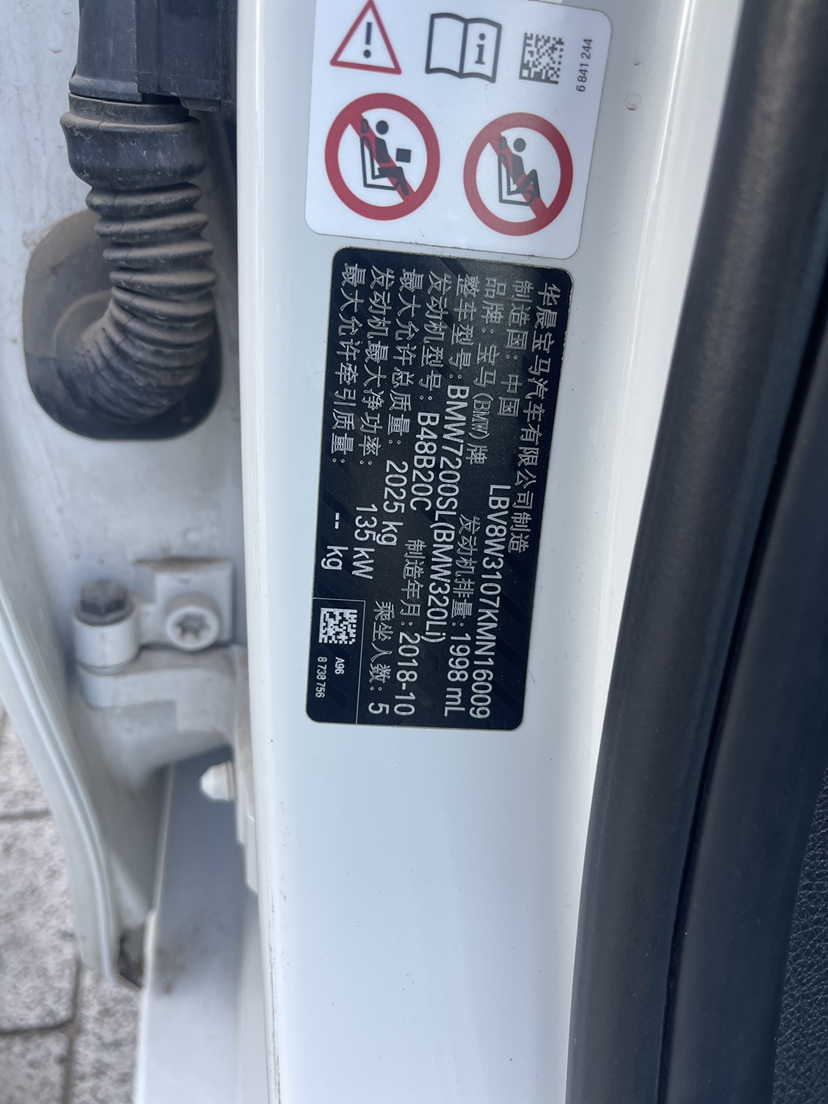 6 841 244
华晨宝马汽车有限公司制造
制造国：中国 LBV8W3107KMN16009
品牌：宝马(BMW)牌 发动机排量：1998 mL
整车型号：BMW7200SL(BMW320Li)
发动机型号：B48B20C 制造年月：2018-10
最大允许总质量：2025 kg 乘坐人数：5
发动机最大净功率：135 kW
最大允许牵引质量：-- kg
A96
8 738 756